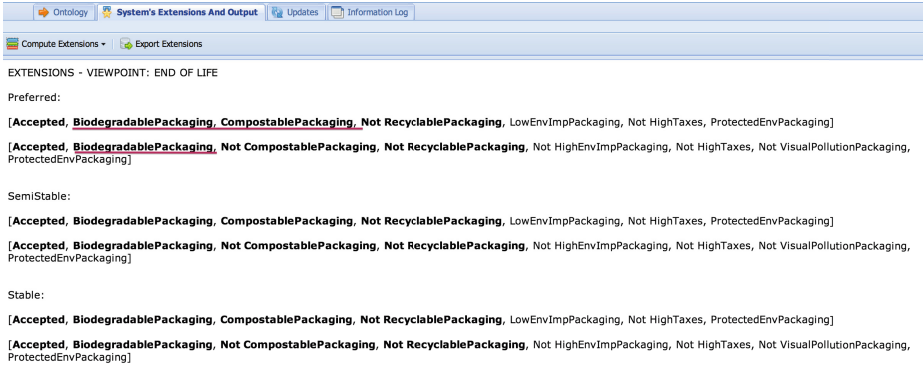 Ontology System's Extensions And Output Updates Information Log
Compute Extensions Export Extensions
EXTENSIONS - VIEWPOINT: END OF LIFE
Preferred:
[Accepted, BiodegradablePackaging, CompostablePackaging, Not RecyclablePackaging, LowEnvImpPackaging, Not HighTaxes, ProtectedEnvPackaging]
[Accepted, BiodegradablePackaging, Not CompostablePackaging, Not RecyclablePackaging, Not HighEnvImpPackaging, Not HighTaxes, Not VisualPollutionPackaging,
ProtectedEnvPackaging]
SemiStable:
[Accepted, BiodegradablePackaging, CompostablePackaging, Not RecyclablePackaging, LowEnvImpPackaging, Not HighTaxes, ProtectedEnvPackaging]
[Accepted, BiodegradablePackaging, Not CompostablePackaging, Not RecyclablePackaging, Not HighEnvImpPackaging, Not HighTaxes, Not VisualPollutionPackaging,
ProtectedEnvPackaging]
Stable:
[Accepted, BiodegradablePackaging, CompostablePackaging, Not RecyclablePackaging, LowEnvImpPackaging, Not HighTaxes, ProtectedEnvPackaging]
[Accepted, BiodegradablePackaging, Not CompostablePackaging, Not RecyclablePackaging, Not HighEnvImpPackaging, Not HighTaxes, Not VisualPollutionPackaging,
ProtectedEnvPackaging]